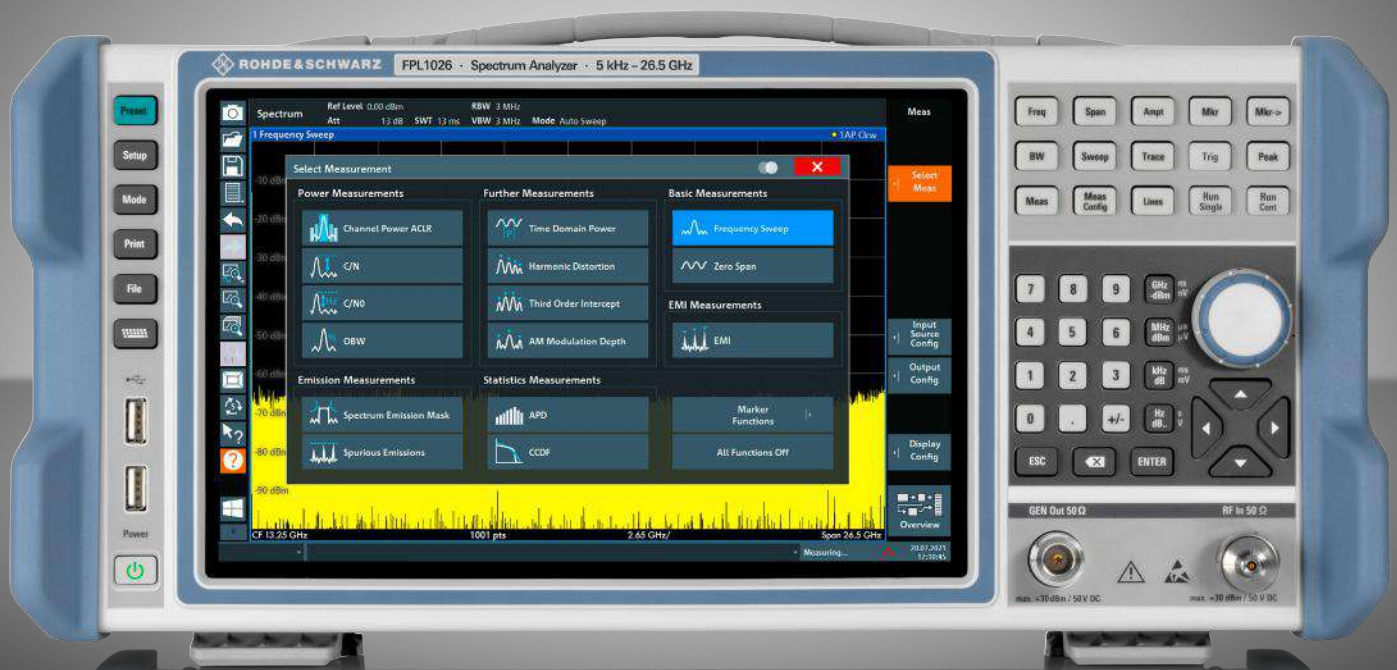 ROHDE & SCHWARZ FPL1026 · Spectrum Analyzer · 5 kHz – 26.5 GHz
Preset
Setup
Mode
Print
File
Power
Spectrum
Ref Level 0.00 dBm RBW 3 MHz
Att 13 dB SWT 13 ms VBW 3 MHz Mode Auto Sweep
1 Frequency Sweep
1AP Clrw
Select Measurement
Power Measurements
Channel Power ACLR
C/N
C/N0
OBW
Further Measurements
Time Domain Power
Harmonic Distortion
Third Order Intercept
AM Modulation Depth
Basic Measurements
Frequency Sweep
Zero Span
EMI Measurements
EMI
Emission Measurements
Spectrum Emission Mask
Spurious Emissions
Statistics Measurements
APD
CCDF
Marker
Functions
All Functions Off
-10 dBm
-20 dBm
-30 dBm
-40 dBm
-50 dBm
-60 dBm
-70 dBm
-80 dBm
-90 dBm
CF 13.25 GHz 1001 pts 2.65 GHz/ Span 26.5 GHz
Measuring...
20.07.2021
Meas
Select
Meas
Input
Source
Config
Output
Config
Display
Config
Overview
Freq Span Ampt Mkr Mkr->
BW Sweep Trace Trig Peak
Meas Meas Config Lines Run Single Run Cont
7 8 9 GHz -dBm ns nV
4 5 6 MHz dBm µs µV
1 2 3 kHz dB ms mV
0 . +/- Hz dB.. s V
ESC ENTER
GEN Out 50 Ω RF In 50 Ω
max. +30 dBm / 50 V DC max. +30 dBm / 50 V DC